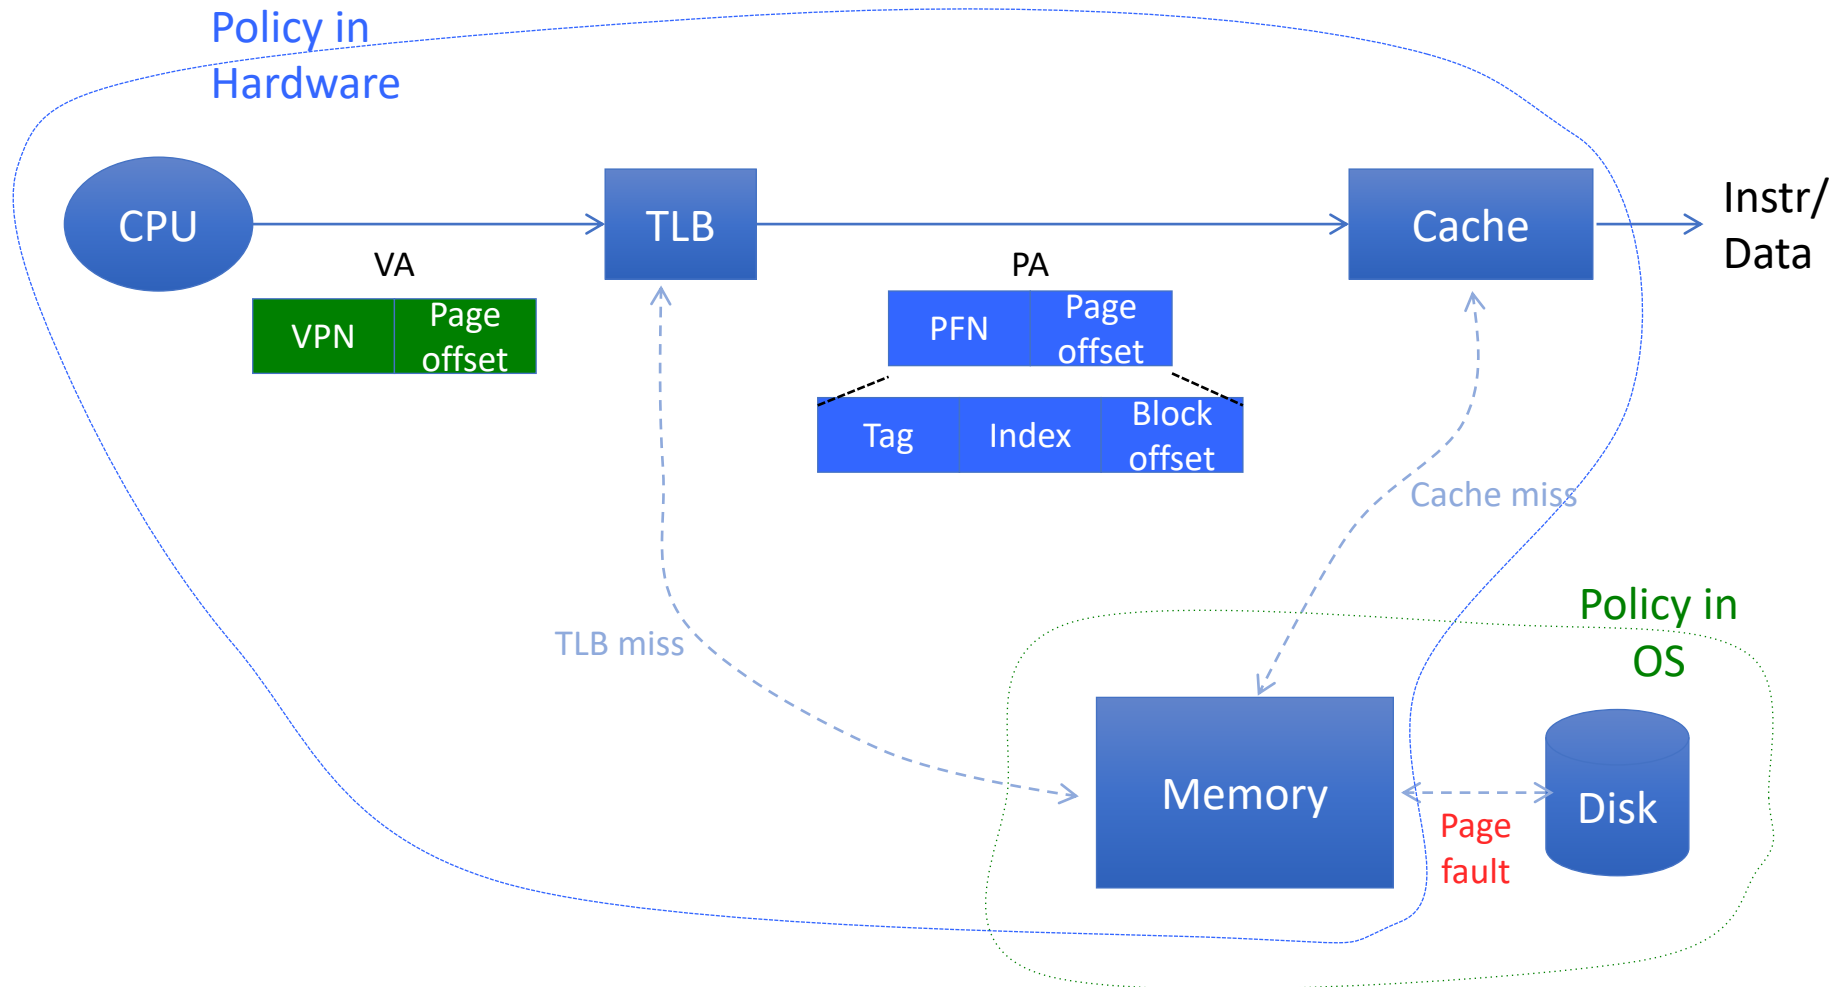 Policy in
Hardware
CPU
TLB
Cache
Instr/
Data
VA
PA
VPN
Page
offset
PFN
Page
offset
Tag
Index
Block
offset
Cache miss
TLB miss
Policy in
OS
Memory
Disk
Page
fault